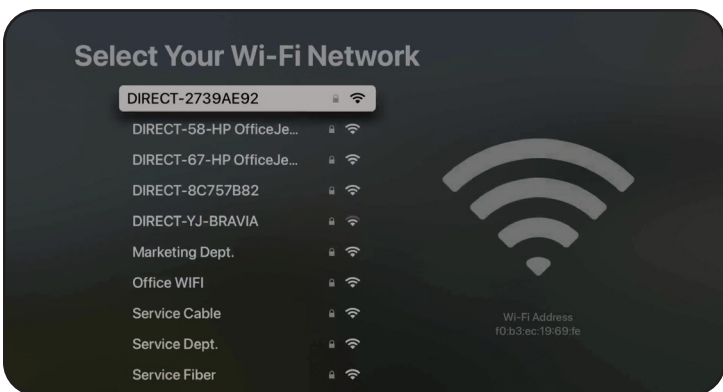 Select Your Wi-Fi Network
DIRECT-2739AE92
DIRECT-58-HP OfficeJe...
DIRECT-67-HP OfficeJe...
DIRECT-8C757B82
DIRECT-YJ-BRAVIA
Marketing Dept.
Office WIFI
Service Cable
Service Dept.
Service Fiber
Wi-Fi Address
f0:b3:ec:19:69:fe